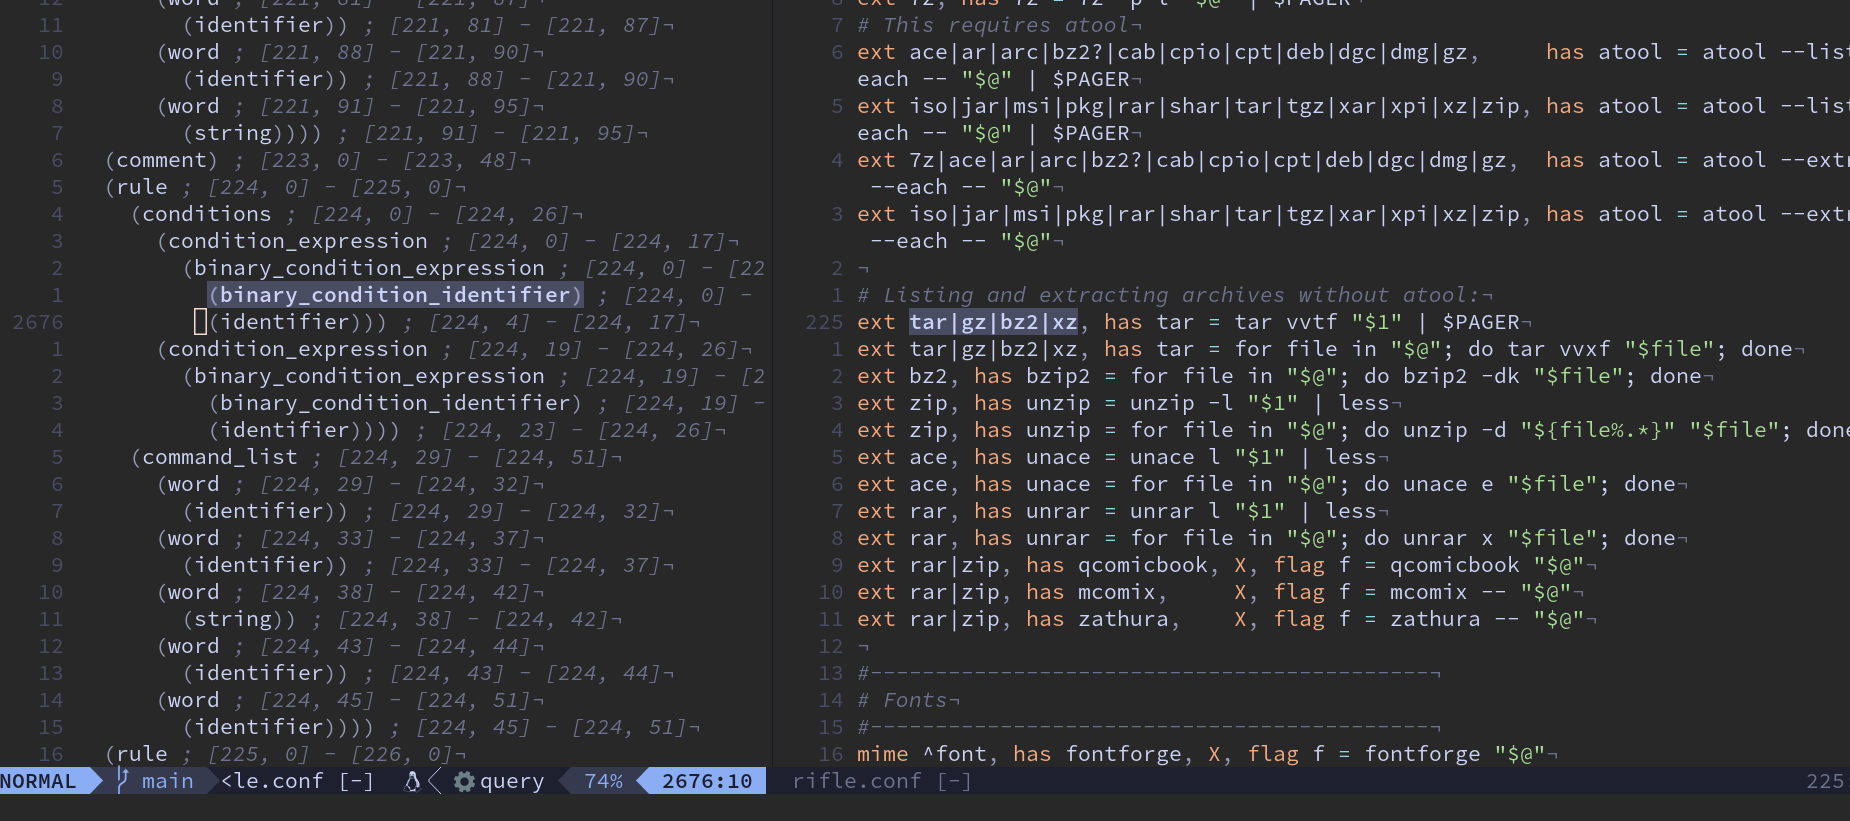 12 (word ; [221, 81] - [221, 87]¬
11 (identifier)) ; [221, 81] - [221, 87]¬
10 (word ; [221, 88] - [221, 90]¬
9 (identifier)) ; [221, 88] - [221, 90]¬
8 (word ; [221, 91] - [221, 95]¬
7 (string)))) ; [221, 91] - [221, 95]¬
6 (comment) ; [223, 0] - [223, 48]¬
5 (rule ; [224, 0] - [225, 0]¬
4 (conditions ; [224, 0] - [224, 26]¬
3 (condition_expression ; [224, 0] - [224, 17]¬
2 (binary_condition_expression ; [224, 0] - [22
1 (binary_condition_identifier) ; [224, 0] -
2676 (identifier))) ; [224, 4] - [224, 17]¬
1 (condition_expression ; [224, 19] - [224, 26]¬
2 (binary_condition_expression ; [224, 19] - [2
3 (binary_condition_identifier) ; [224, 19] -
4 (identifier)))) ; [224, 23] - [224, 26]¬
5 (command_list ; [224, 29] - [224, 51]¬
6 (word ; [224, 29] - [224, 32]¬
7 (identifier)) ; [224, 29] - [224, 32]¬
8 (word ; [224, 33] - [224, 37]¬
9 (identifier)) ; [224, 33] - [224, 37]¬
10 (word ; [224, 38] - [224, 42]¬
11 (string)) ; [224, 38] - [224, 42]¬
12 (word ; [224, 43] - [224, 44]¬
13 (identifier)) ; [224, 43] - [224, 44]¬
14 (word ; [224, 45] - [224, 51]¬
15 (identifier)))) ; [224, 45] - [224, 51]¬
16 (rule ; [225, 0] - [226, 0]¬
NORMAL main <le.conf [-] query 74% 2676:10
8 ext 7z, has 7z = 7z -p l "$@" | $PAGER¬
7 # This requires atool¬
6 ext ace|ar|arc|bz2?|cab|cpio|cpt|deb|dgc|dmg|gz, has atool = atool --list
each -- "$@" | $PAGER¬
5 ext iso|jar|msi|pkg|rar|shar|tar|tgz|xar|xpi|xz|zip, has atool = atool --list
each -- "$@" | $PAGER¬
4 ext 7z|ace|ar|arc|bz2?|cab|cpio|cpt|deb|dgc|dmg|gz, has atool = atool --extr
--each -- "$@"¬
3 ext iso|jar|msi|pkg|rar|shar|tar|tgz|xar|xpi|xz|zip, has atool = atool --extr
--each -- "$@"¬
2 ¬
1 # Listing and extracting archives without atool:¬
225 ext tar|gz|bz2|xz, has tar = tar vvtf "$1" | $PAGER¬
1 ext tar|gz|bz2|xz, has tar = for file in "$@"; do tar vvxf "$file"; done¬
2 ext bz2, has bzip2 = for file in "$@"; do bzip2 -dk "$file"; done¬
3 ext zip, has unzip = unzip -l "$1" | less¬
4 ext zip, has unzip = for file in "$@"; do unzip -d "${file%.*}" "$file"; done
5 ext ace, has unace = unace l "$1" | less¬
6 ext ace, has unace = for file in "$@"; do unace e "$file"; done¬
7 ext rar, has unrar = unrar l "$1" | less¬
8 ext rar, has unrar = for file in "$@"; do unrar x "$file"; done¬
9 ext rar|zip, has qcomicbook, X, flag f = qcomicbook "$@"¬
10 ext rar|zip, has mcomix, X, flag f = mcomix -- "$@"¬
11 ext rar|zip, has zathura, X, flag f = zathura -- "$@"¬
12 ¬
13 #-------------------------------------------¬
14 # Fonts¬
15 #-------------------------------------------¬
16 mime ^font, has fontforge, X, flag f = fontforge "$@"¬
rifle.conf [-] 225